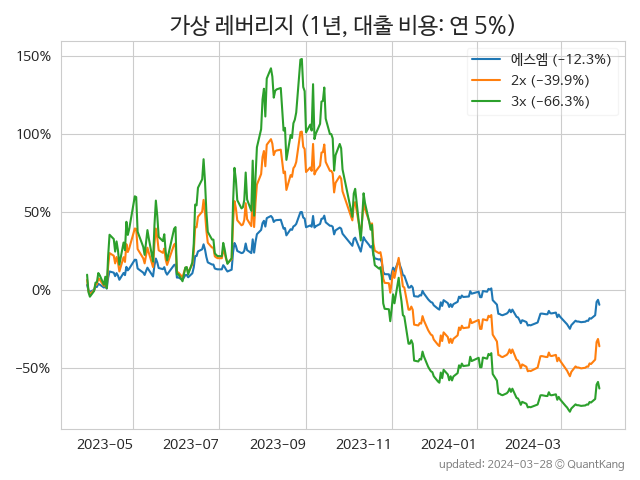 가상 레버리지 (1년, 대출 비용: 연 5%)
에스엠 (−12.3%)
2x (−39.9%)
3x (−66.3%)
150%
100%
50%
0%
−50%
2023−05 2023−07 2023−09 2023−11 2024−01 2024−03
updated: 2024-03-28 © QuantKang